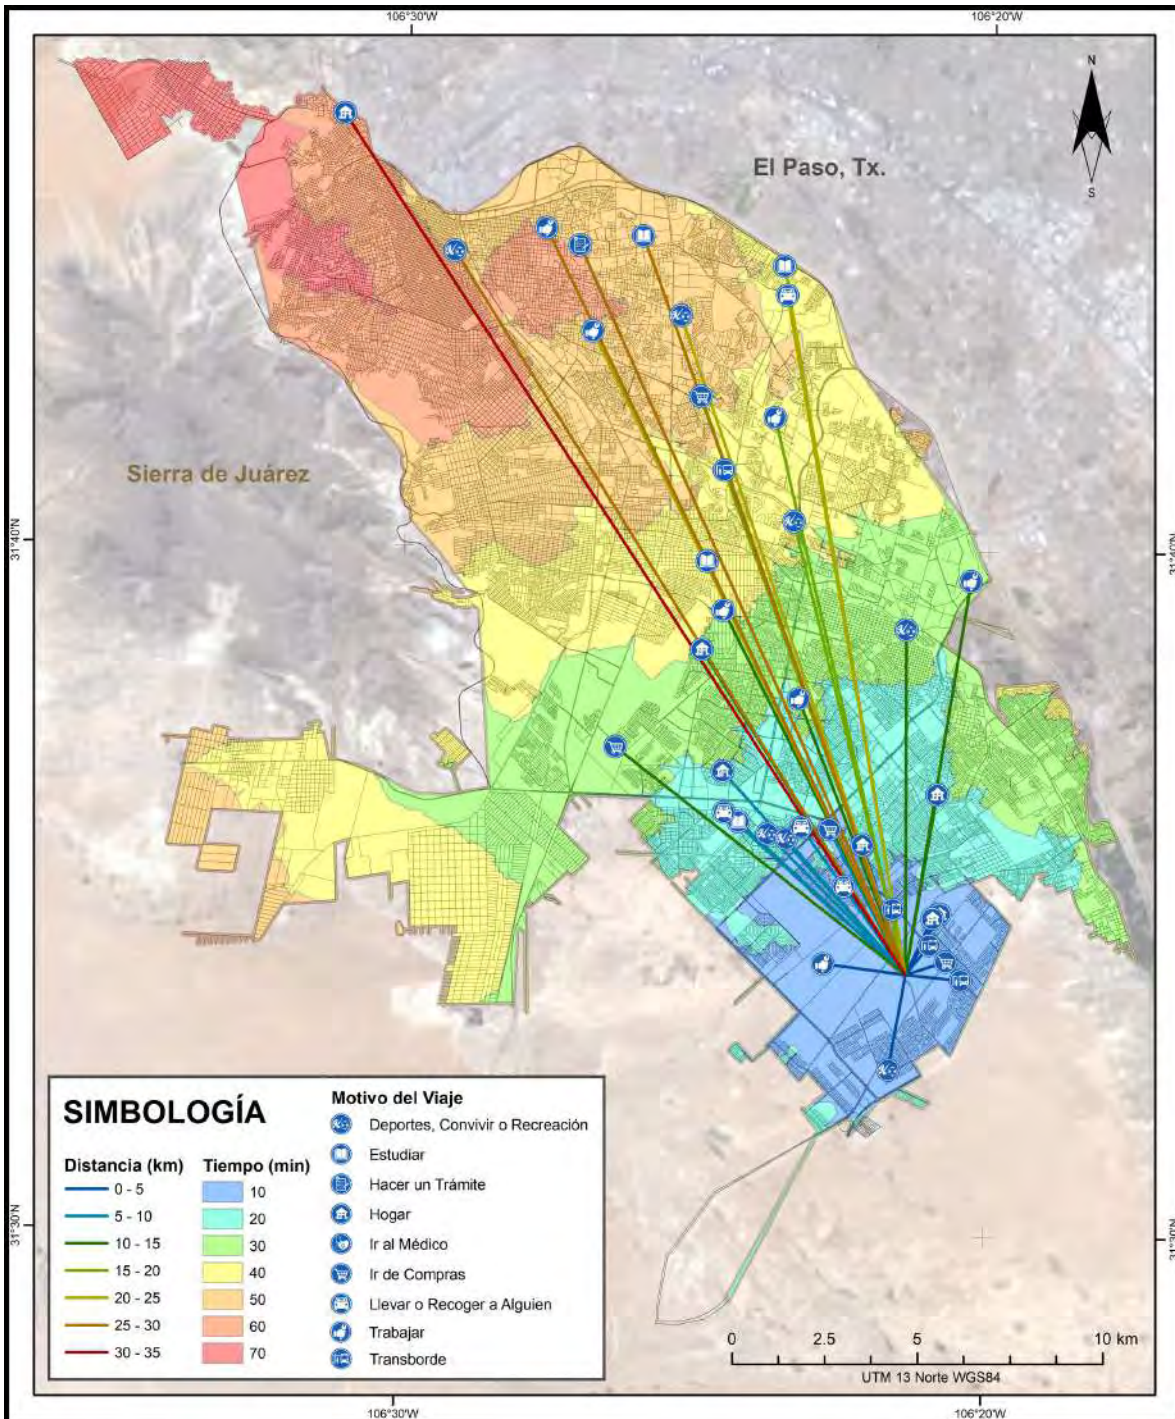 106°30'W 106°20'W
N
S
El Paso, Tx.
Sierra de Juárez
31°40'N 31°40'N
SIMBOLOGÍA
Distancia (km)
0 - 5
5 - 10
10 - 15
15 - 20
20 - 25
25 - 30
30 - 35
Tiempo (min)
10
20
30
40
50
60
70
Motivo del Viaje
Deportes, Convivir o Recreación
Estudiar
Hacer un Trámite
Hogar
Ir al Médico
Ir de Compras
Llevar o Recoger a Alguien
Trabajar
Transborde
31°30'N 31°30'N
0 2.5 5 10 km
UTM 13 Norte WGS84
106°30'W 106°20'W